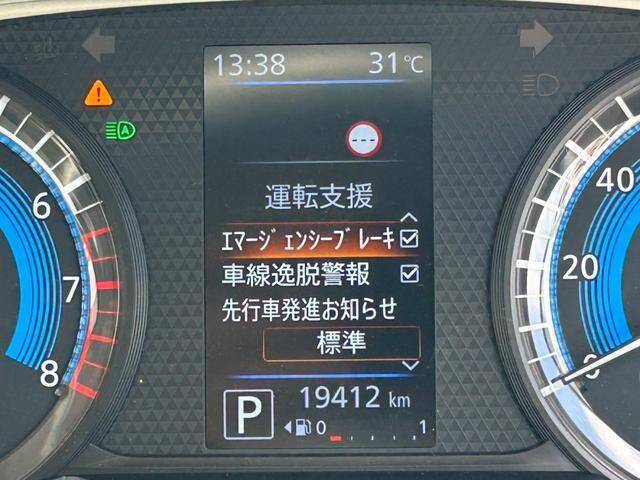 13:38 31℃
---
運転支援
エマージェンシーブレーキ
車線逸脱警報
先行車発進お知らせ
標準
P 19412 km
0 1
6
7
8
40
20
0
A